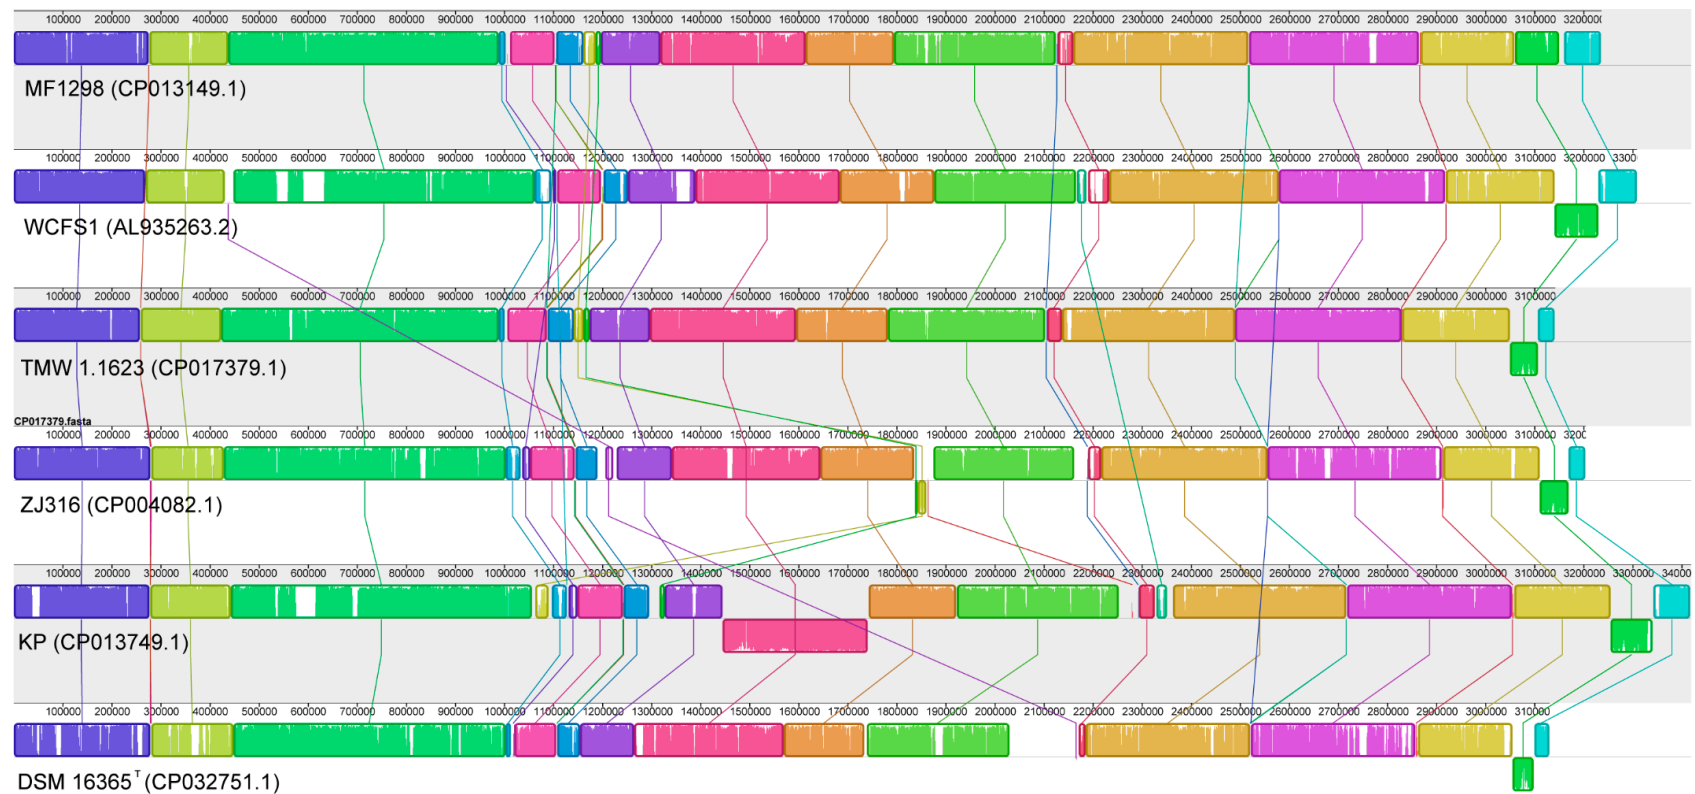 100000 200000 300000 400000 500000 600000 700000 800000 900000 1000000 1100000 1200000 1300000 1400000 1500000 1600000 1700000 1800000 1900000 2000000 2100000 2200000 2300000 2400000 2500000 2600000 2700000 2800000 2900000 3000000 3100000 3200000
MF1298 (CP013149.1)
100000 200000 300000 400000 500000 600000 700000 800000 900000 1000000 1100000 1200000 1300000 1400000 1500000 1600000 1700000 1800000 1900000 2000000 2100000 2200000 2300000 2400000 2500000 2600000 2700000 2800000 2900000 3000000 3100000 3200000 3300
WCFS1 (AL935263.2)
100000 200000 300000 400000 500000 600000 700000 800000 900000 1000000 1100000 1200000 1300000 1400000 1500000 1600000 1700000 1800000 1900000 2000000 2100000 2200000 2300000 2400000 2500000 2600000 2700000 2800000 2900000 3000000 3100000
TMW 1.1623 (CP017379.1)
CP017379.fasta
100000 200000 300000 400000 500000 600000 700000 800000 900000 1000000 1100000 1200000 1300000 1400000 1500000 1600000 1700000 1800000 1900000 2000000 2100000 2200000 2300000 2400000 2500000 2600000 2700000 2800000 2900000 3000000 3100000 320
ZJ316 (CP004082.1)
100000 200000 300000 400000 500000 600000 700000 800000 900000 1000000 1100000 1200000 1300000 1400000 1500000 1600000 1700000 1800000 1900000 2000000 2100000 2200000 2300000 2400000 2500000 2600000 2700000 2800000 2900000 3000000 3100000 3200000 3300000 34000
KP (CP013749.1)
100000 200000 300000 400000 500000 600000 700000 800000 900000 1000000 1100000 1200000 1300000 1400000 1500000 1600000 1700000 1800000 1900000 2000000 2100000 2200000 2300000 2400000 2500000 2600000 2700000 2800000 2900000 3000000 310000
DSM 16365ᵀ (CP032751.1)